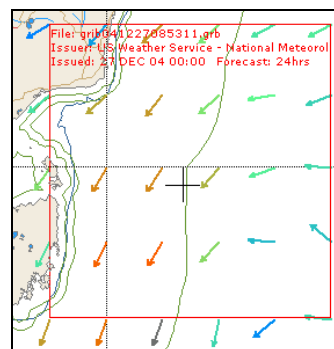 File: grib041227085311.grb
Issuer: US Weather Service - National Meteorol
Issued: 27 DEC 04 00:00 Forecast: 24hrs